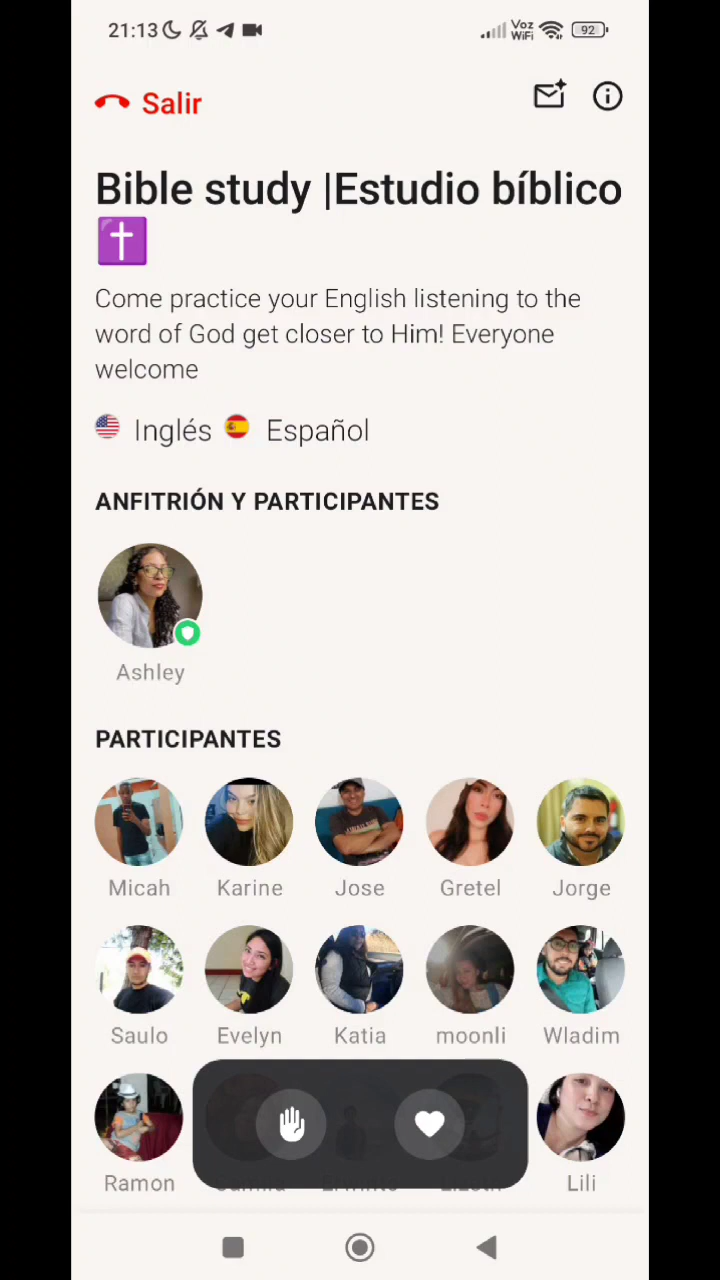 21:13 Voz WiFi 92
Salir
Bible study |Estudio bíblico
✝️
Come practice your English listening to the
word of God get closer to Him! Everyone
welcome
Inglés Español
ANFITRIÓN Y PARTICIPANTES
Ashley
PARTICIPANTES
Micah Karine Jose Gretel Jorge
Saulo Evelyn Katia moonli Wladim
Ramon Lili